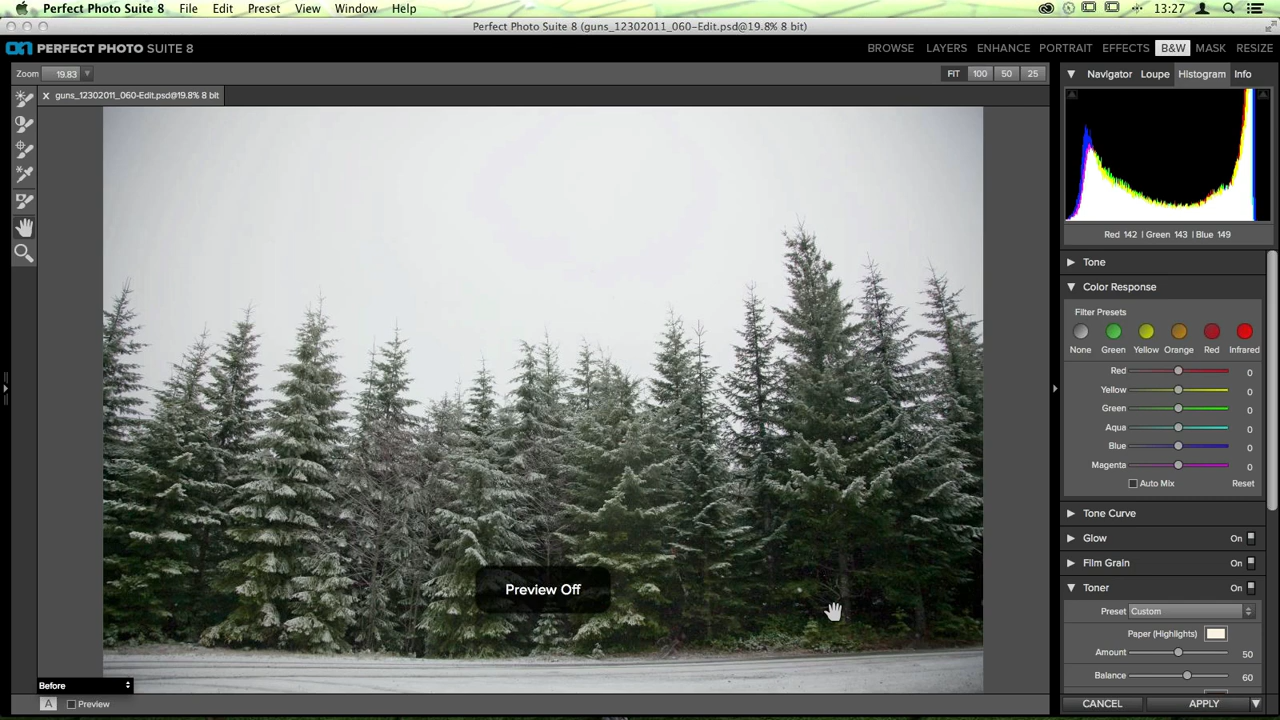 Perfect Photo Suite 8 File Edit Preset View Window Help 13:27
Perfect Photo Suite 8 (guns_12302011_060-Edit.psd@19.8% 8 bit)
PERFECT PHOTO SUITE 8 BROWSE LAYERS ENHANCE PORTRAIT EFFECTS B&W MASK RESIZE
Zoom 19.83 FIT 100 50 25
Navigator Loupe Histogram Info
x guns_12302011_060-Edit.psd@19.8% 8 bit
Red 142 | Green 143 | Blue 149
Tone
Color Response
Filter Presets
None Green Yellow Orange Red Infrared
Red 0
Yellow 0
Green 0
Aqua 0
Blue 0
Magenta 0
Auto Mix Reset
Tone Curve
Glow On
Film Grain On
Toner On
Preset Custom
Paper (Highlights)
Amount 50
Balance 60
Preview Off
Before
A Preview
CANCEL APPLY